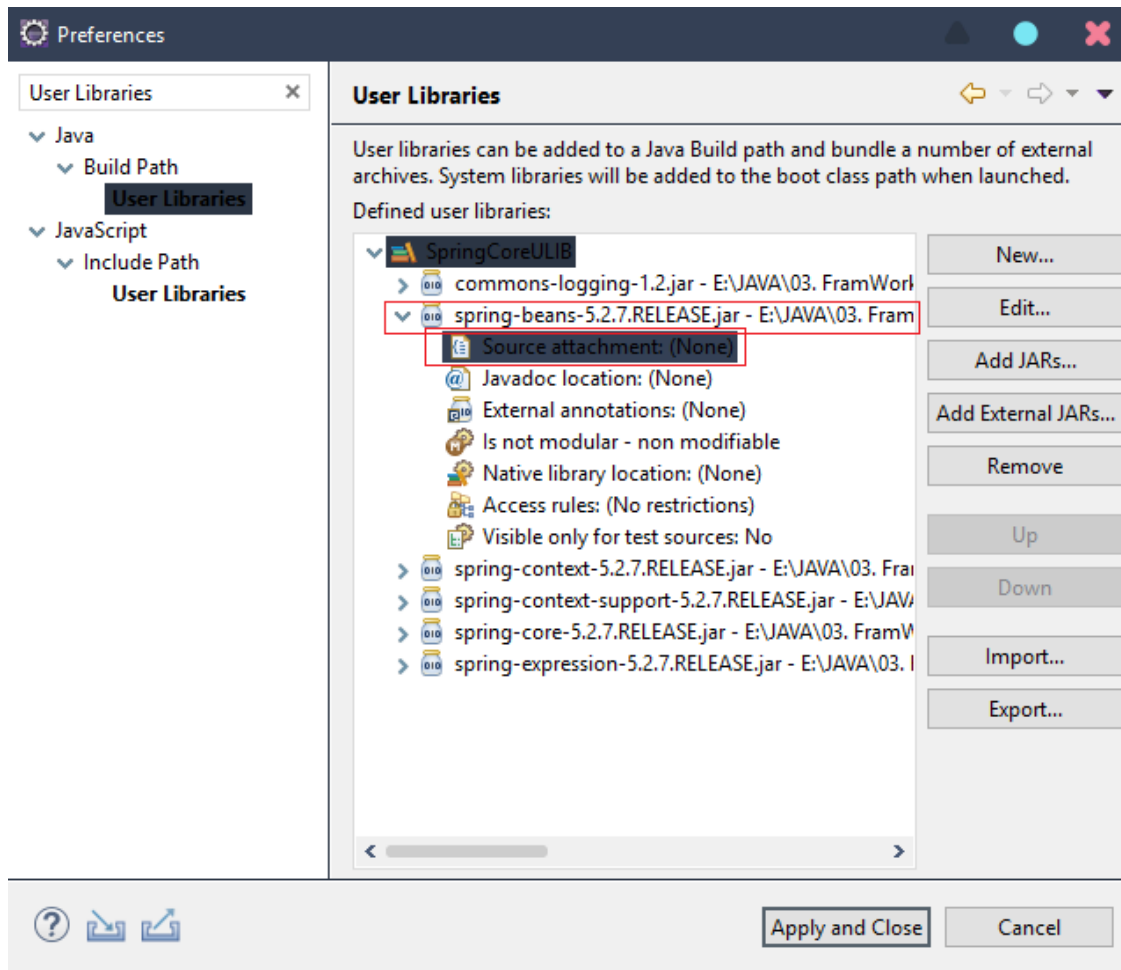 Preferences
User Libraries
Java
Build Path
User Libraries
JavaScript
Include Path
User Libraries
User Libraries
User libraries can be added to a Java Build path and bundle a number of external
archives. System libraries will be added to the boot class path when launched.
Defined user libraries:
SpringCoreULIB
commons-logging-1.2.jar - E:\JAVA\03. FramWork
spring-beans-5.2.7.RELEASE.jar - E:\JAVA\03. Fram
Source attachment: (None)
Javadoc location: (None)
External annotations: (None)
Is not modular - non modifiable
Native library location: (None)
Access rules: (No restrictions)
Visible only for test sources: No
spring-context-5.2.7.RELEASE.jar - E:\JAVA\03. Fra
spring-context-support-5.2.7.RELEASE.jar - E:\JAV
spring-core-5.2.7.RELEASE.jar - E:\JAVA\03. FramW
spring-expression-5.2.7.RELEASE.jar - E:\JAVA\03.
New...
Edit...
Add JARs...
Add External JARs...
Remove
Up
Down
Import...
Export...
Apply and Close
Cancel